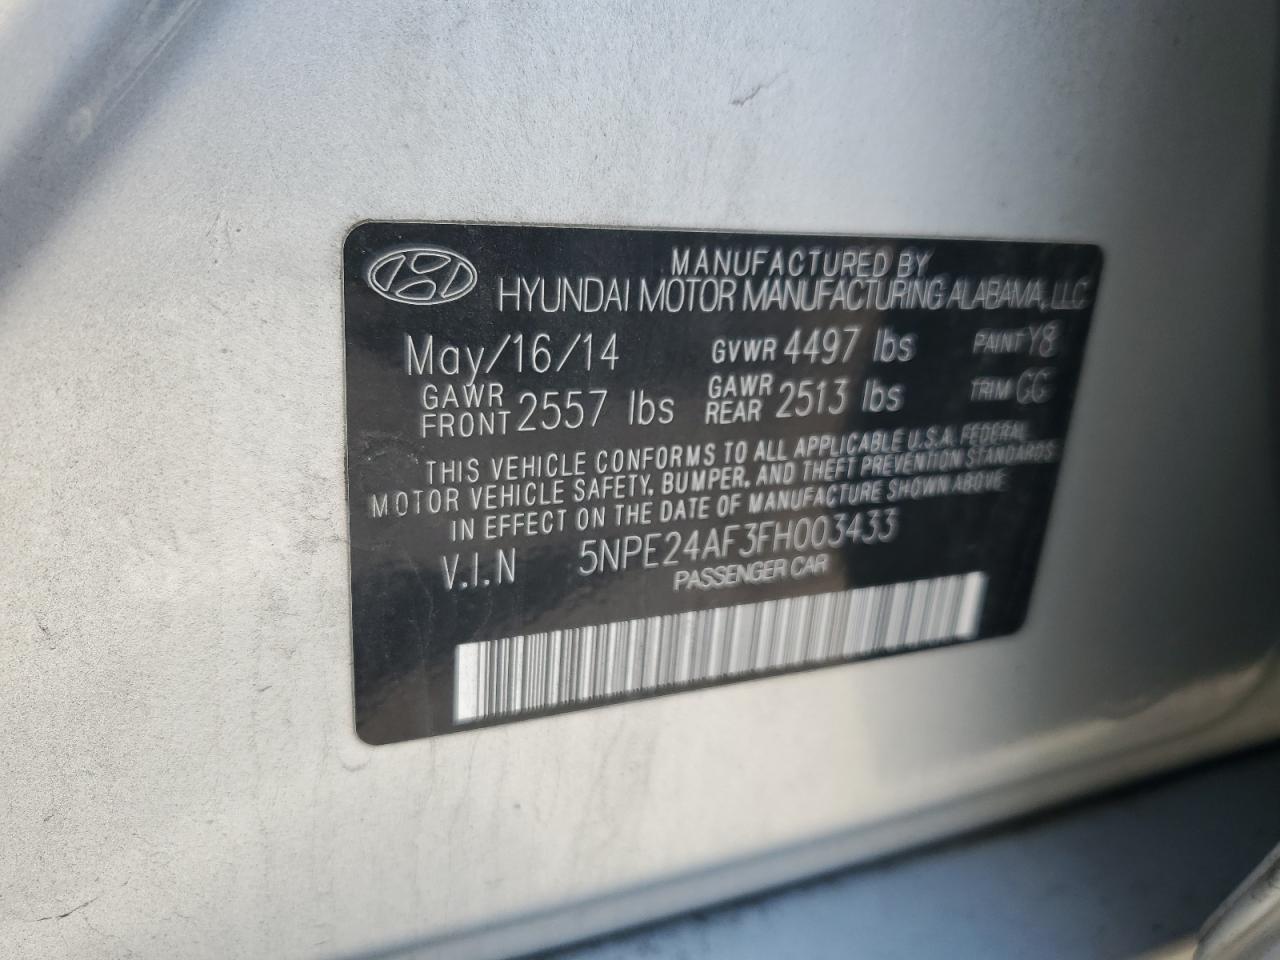 MANUFACTURED BY
HYUNDAI MOTOR MANUFACTURING ALABAMA, LLC
May/16/14 GVWR 4497 lbs PAINT Y8
GAWR FRONT 2557 lbs GAWR REAR 2513 lbs TRIM GG
THIS VEHICLE CONFORMS TO ALL APPLICABLE U.S.A. FEDERAL
MOTOR VEHICLE SAFETY, BUMPER, AND THEFT PREVENTION STANDARDS
IN EFFECT ON THE DATE OF MANUFACTURE SHOWN ABOVE
V.I.N 5NPE24AF3FH003433
PASSENGER CAR